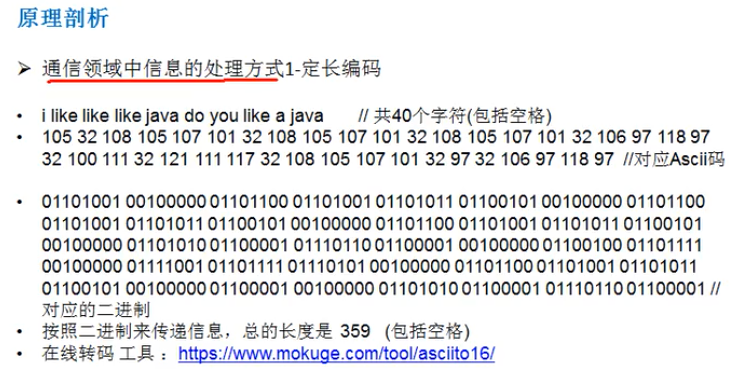 原理剖析
➢ 通信领域中信息的处理方式1-定长编码
• i like like like java do you like a java // 共40个字符(包括空格)
• 105 32 108 105 107 101 32 108 105 107 101 32 108 105 107 101 32 106 97 118 97
32 100 111 32 121 111 117 32 108 105 107 101 32 97 32 106 97 118 97 //对应Ascii码
• 01101001 00100000 01101100 01101001 01101011 01100101 00100000 01101100
01101001 01101011 01100101 00100000 01101100 01101001 01101011 01100101
00100000 01101010 01100001 01110110 01100001 00100000 01100100 01101111
00100000 01111001 01101111 01110101 00100000 01101100 01101001 01101011
01100101 00100000 01100001 00100000 01101010 01100001 01110110 01100001 //
对应的二进制
• 按照二进制来传递信息，总的长度是 359 (包括空格)
• 在线转码 工具 ：https://www.mokuge.com/tool/asciito16/